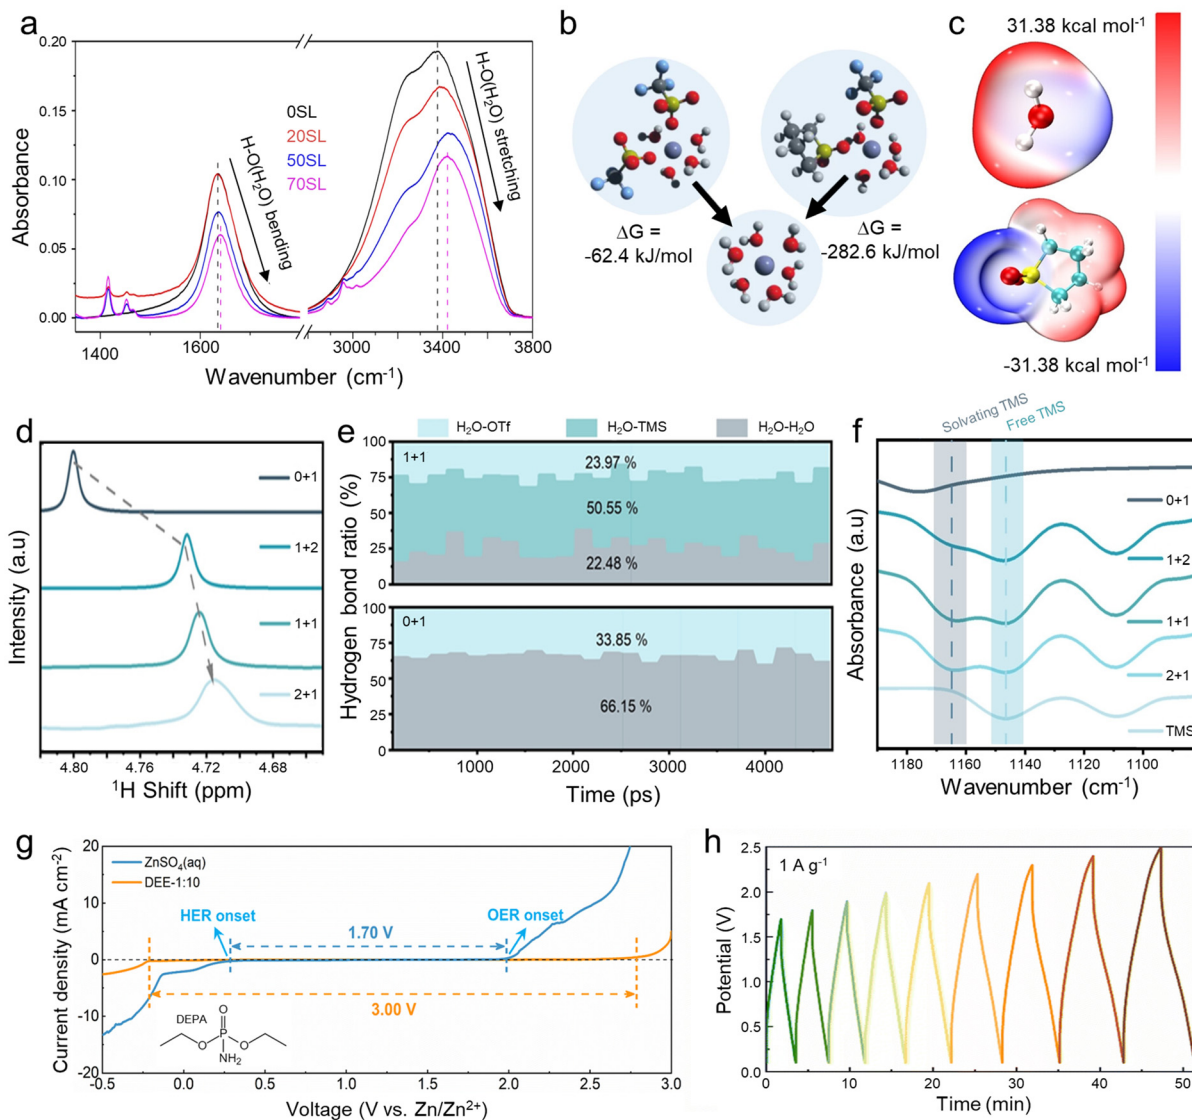 a
0.20
0.15
0.10
0.05
0.00
Absorbance
0SL
20SL
50SL
70SL
H-O(H₂O) bending
H-O(H₂O) stretching
1400 1600 3000 3400 3800
Wavenumber (cm⁻¹)
b
ΔG =
-62.4 kJ/mol
ΔG =
-282.6 kJ/mol
c
31.38 kcal mol⁻¹
-31.38 kcal mol⁻¹
d
Intensity (a.u)
0+1
1+2
1+1
2+1
4.80 4.76 4.72 4.68
¹H Shift (ppm)
e
H₂O-OTf H₂O-TMS H₂O-H₂O
Hydrogen bond ratio (%)
100
75
50
25
0
1+1
23.97 %
50.55 %
22.48 %
100
75
50
25
0
0+1
33.85 %
66.15 %
1000 2000 3000 4000
Time (ps)
f
Solvating TMS
Free TMS
Absorbance (a.u)
0+1
1+2
1+1
2+1
TMS
1180 1160 1140 1120 1100
Wavenumber (cm⁻¹)
g
Current density (mA cm⁻²)
20
10
0
-10
-20
ZnSO₄(aq)
DEE-1:10
HER onset
OER onset
1.70 V
3.00 V
DEPA
O
P
O
O
NH₂
-0.5 0.0 0.5 1.0 1.5 2.0 2.5 3.0
Voltage (V vs. Zn/Zn²⁺)
h
1 A g⁻¹
Potential (V)
2.5
2.0
1.5
1.0
0.5
0.0
0 10 20 30 40 50
Time (min)